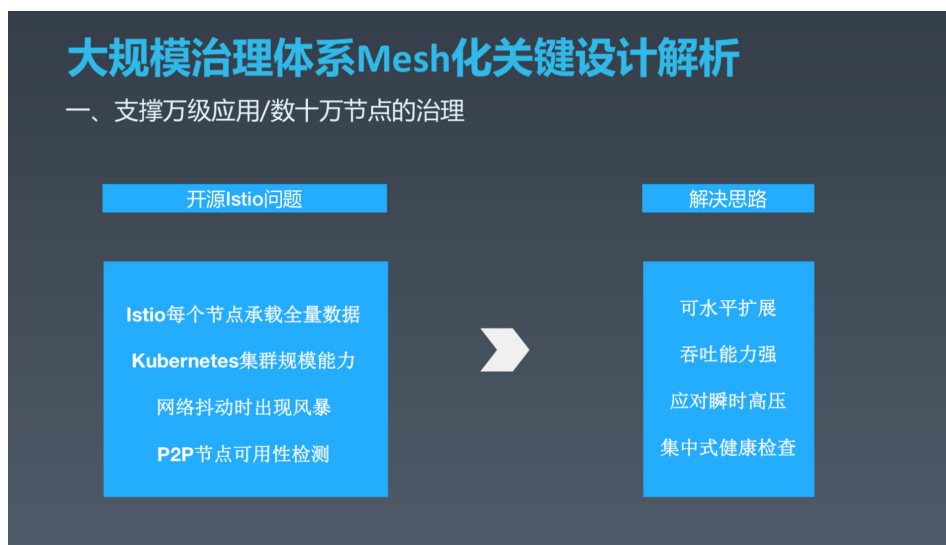 大规模治理体系Mesh化关键设计解析
一、支撑万级应用/数十万节点的治理
开源Istio问题
Istio每个节点承载全量数据
Kubernetes集群规模能力
网络抖动时出现风暴
P2P节点可用性检测
解决思路
可水平扩展
吞吐能力强
应对瞬时高压
集中式健康检查